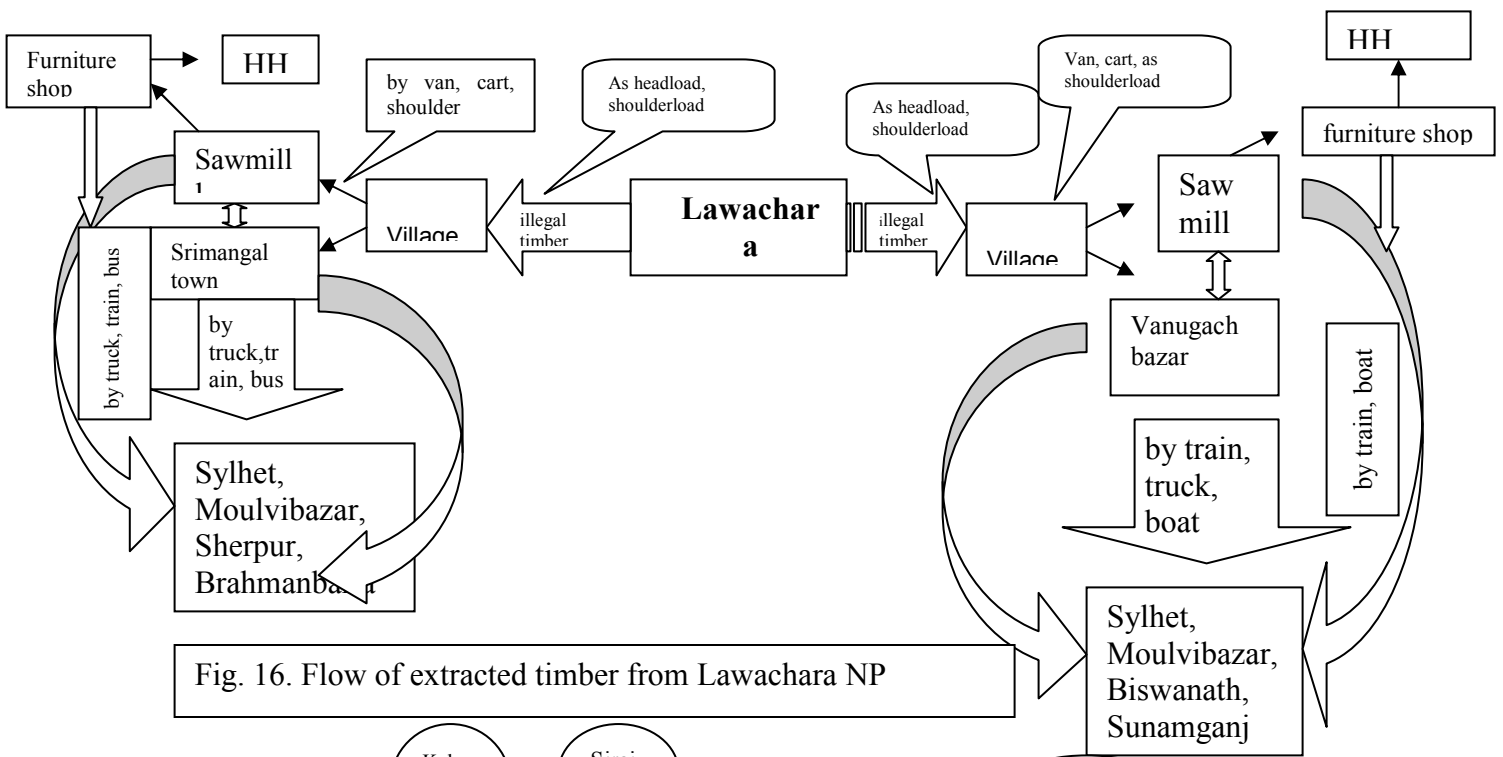 HH
Furniture
shop
HH
by van, cart,
shoulder
As headload,
shoulderload
As headload,
shoulderload
Van, cart, as
shoulderload
furniture shop
Sawmill
Saw
mill
Village
illegal
timber
Lawachar
a
illegal
timber
Village
Srimangal
town
by truck, train, bus
by
truck,tr
ain, bus
Vanugach
bazar
by train, boat
by train,
truck,
boat
Sylhet,
Moulvibazar,
Sherpur,
Sylhet,
Moulvibazar,
Biswanath,
Sunamganj
Fig. 16. Flow of extracted timber from Lawachara NP